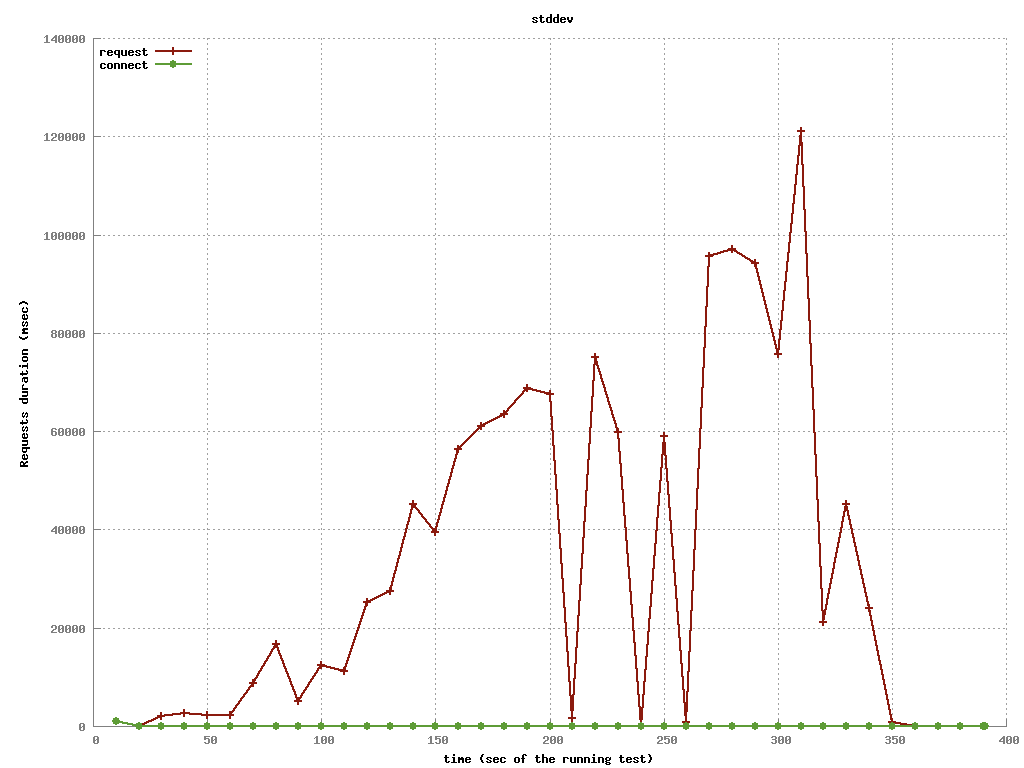 stddev
140000
request
connect
120000
100000
80000
Requests duration (msec)
60000
40000
20000
0
0 50 100 150 200 250 300 350 400
time (sec of the running test)